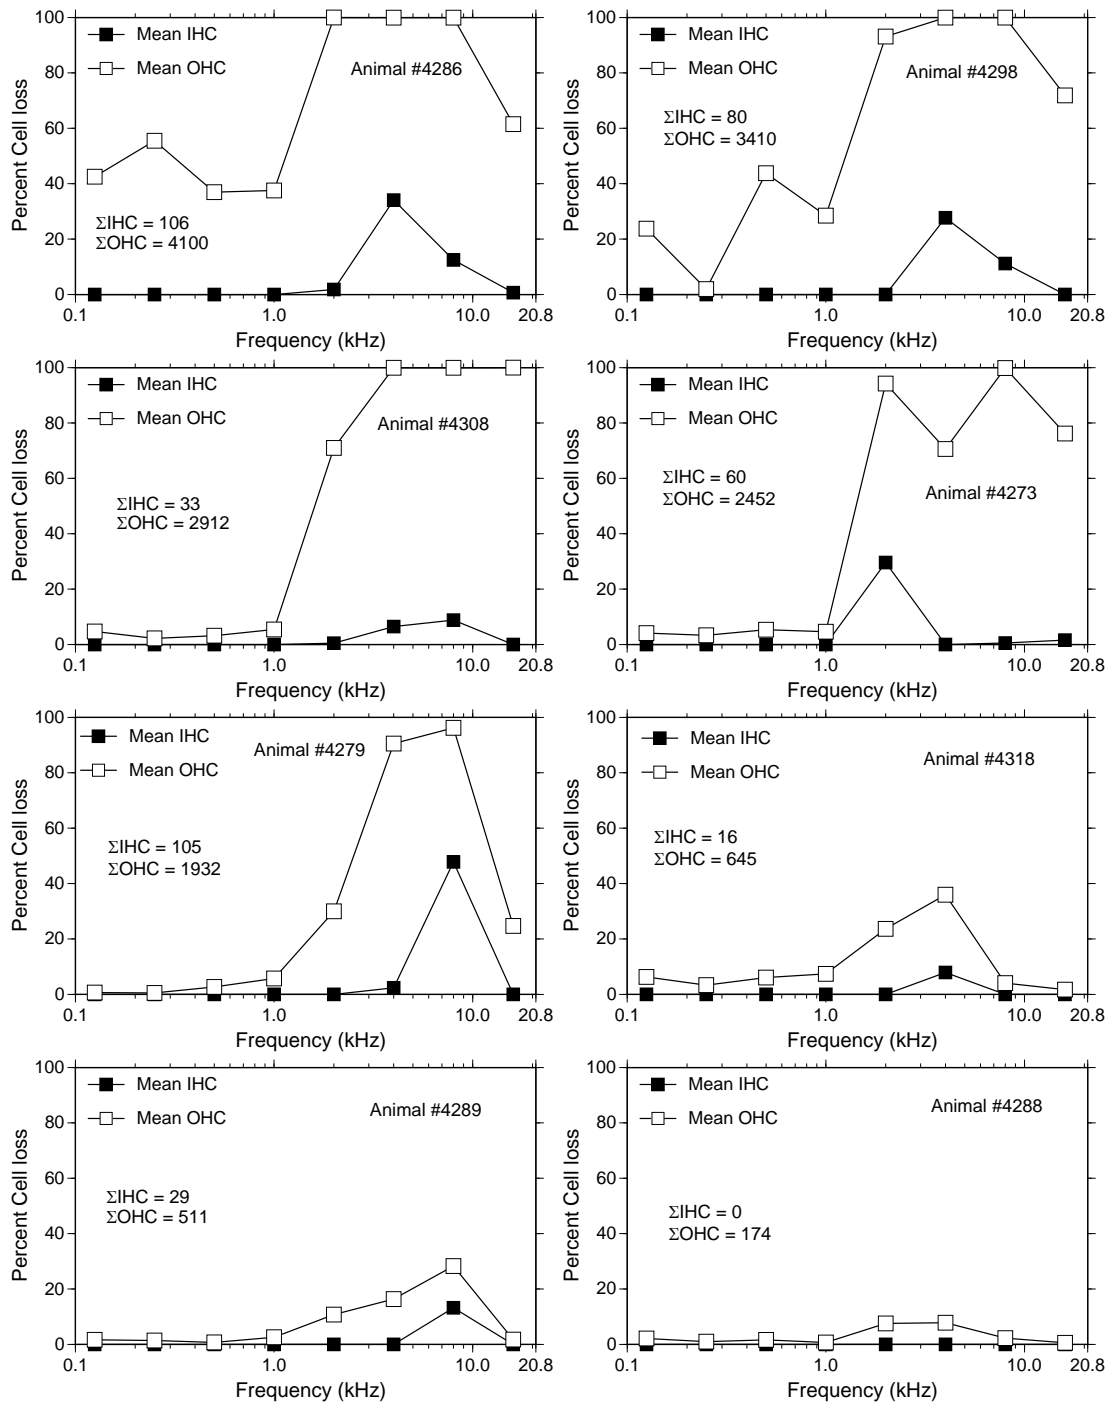 100
80
60
40
20
0
Percent Cell loss
Mean IHC
Mean OHC
Animal #4286
ΣIHC = 106
ΣOHC = 4100
0.1
1.0
10.0
20.8
Frequency (kHz)
100
80
60
40
20
0
Percent Cell loss
Mean IHC
Mean OHC
Animal #4298
ΣIHC = 80
ΣOHC = 3410
0.1
1.0
10.0
20.8
Frequency (kHz)
100
80
60
40
20
0
Percent Cell loss
Mean IHC
Mean OHC
Animal #4308
ΣIHC = 33
ΣOHC = 2912
0.1
1.0
10.0
20.8
Frequency (kHz)
100
80
60
40
20
0
Percent Cell loss
Mean IHC
Mean OHC
ΣIHC = 60
Animal #4273
ΣOHC = 2452
0.1
1.0
10.0
20.8
Frequency (kHz)
100
80
60
40
20
0
Percent Cell loss
Mean IHC
Animal #4279
Mean OHC
ΣIHC = 105
ΣOHC = 1932
0.1
1.0
10.0
20.8
Frequency (kHz)
100
80
60
40
20
0
Percent Cell loss
Mean IHC
Animal #4318
Mean OHC
ΣIHC = 16
ΣOHC = 645
0.1
1.0
10.0
20.8
Frequency (kHz)
100
80
60
40
20
0
Percent Cell loss
Mean IHC
Animal #4289
Mean OHC
ΣIHC = 29
ΣOHC = 511
0.1
1.0
10.0
20.8
Frequency (kHz)
100
80
60
40
20
0
Percent Cell loss
Mean IHC
Animal #4288
Mean OHC
ΣIHC = 0
ΣOHC = 174
0.1
1.0
10.0
20.8
Frequency (kHz)